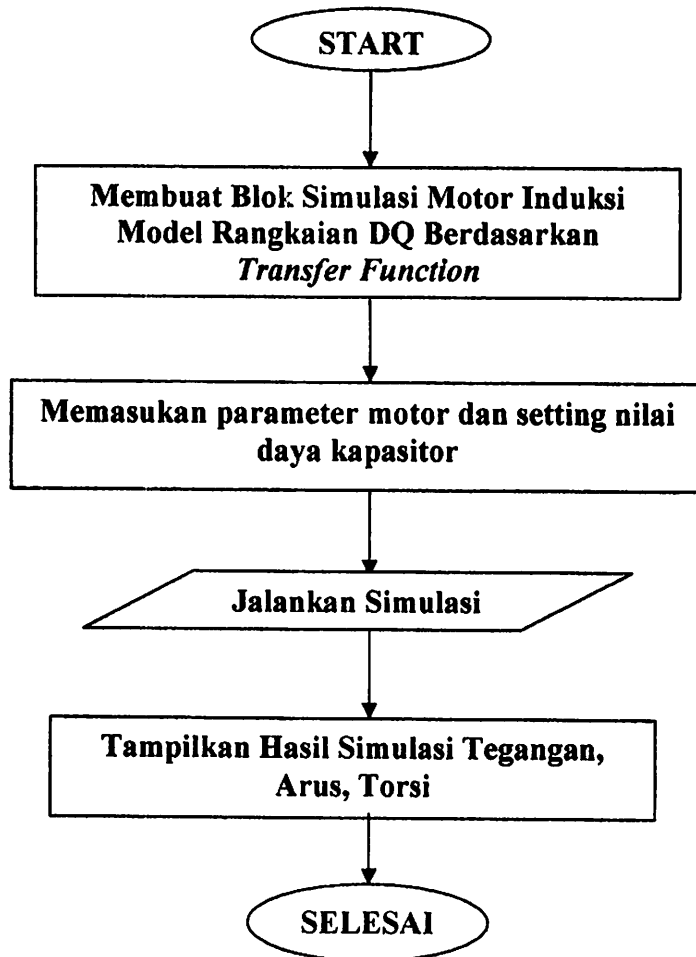 START
Membuat Blok Simulasi Motor Induksi
Model Rangkaian DQ Berdasarkan
Transfer Function
Memasukan parameter motor dan setting nilai
daya kapasitor
Jalankan Simulasi
Tampilkan Hasil Simulasi Tegangan,
Arus, Torsi
SELESAI